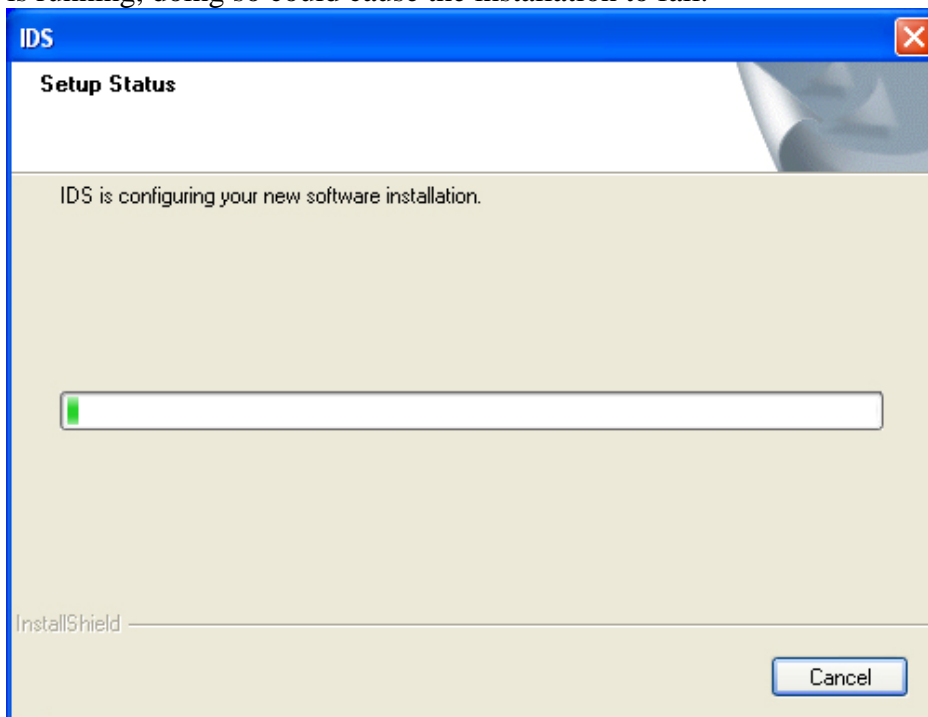 is running, doing so could cause the installation to fail.
IDS
Setup Status
IDS is configuring your new software installation.
InstallShield
Cancel